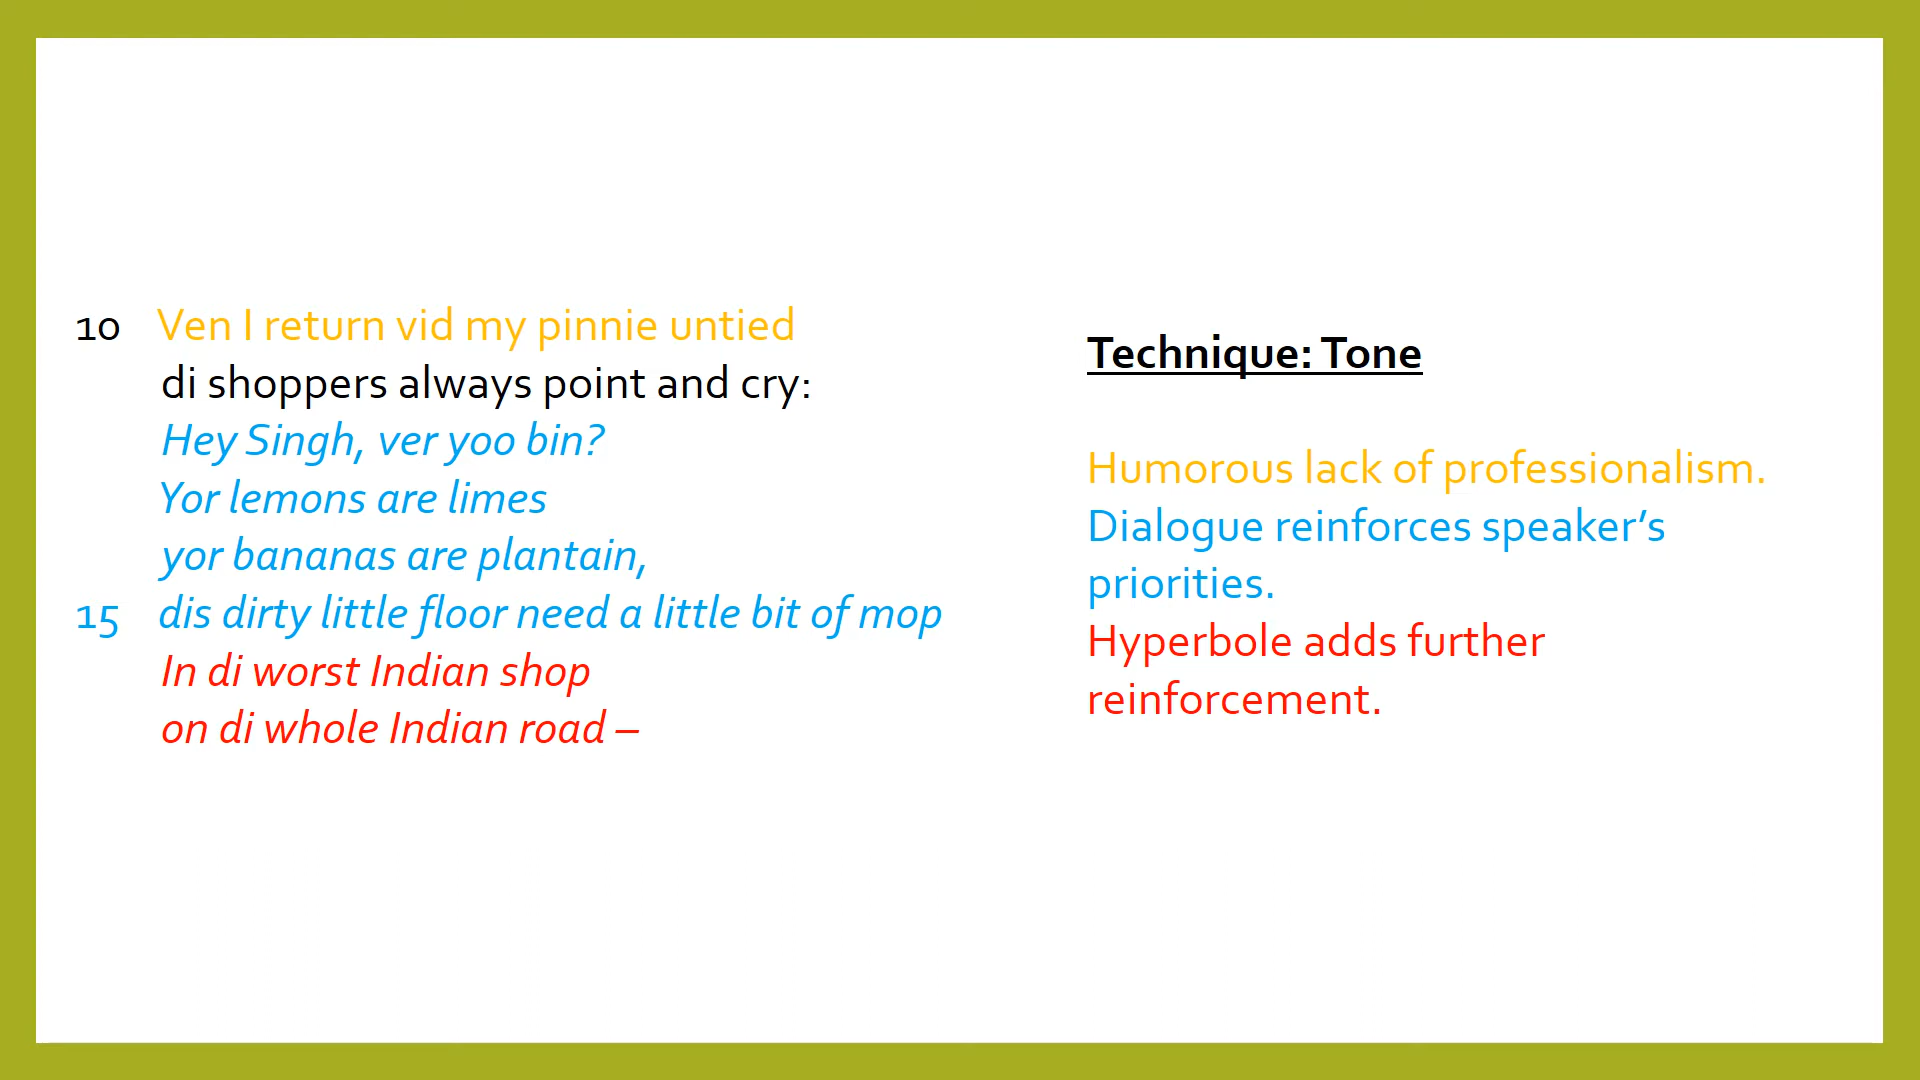 10 Ven I return vid my pinnie untied
di shoppers always point and cry:
Hey Singh, ver yoo bin?
Yor lemons are limes
yor bananas are plantain,
15 dis dirty little floor need a little bit of mop
In di worst Indian shop
on di whole Indian road –
Technique: Tone
Humorous lack of professionalism.
Dialogue reinforces speaker’s
priorities.
Hyperbole adds further
reinforcement.